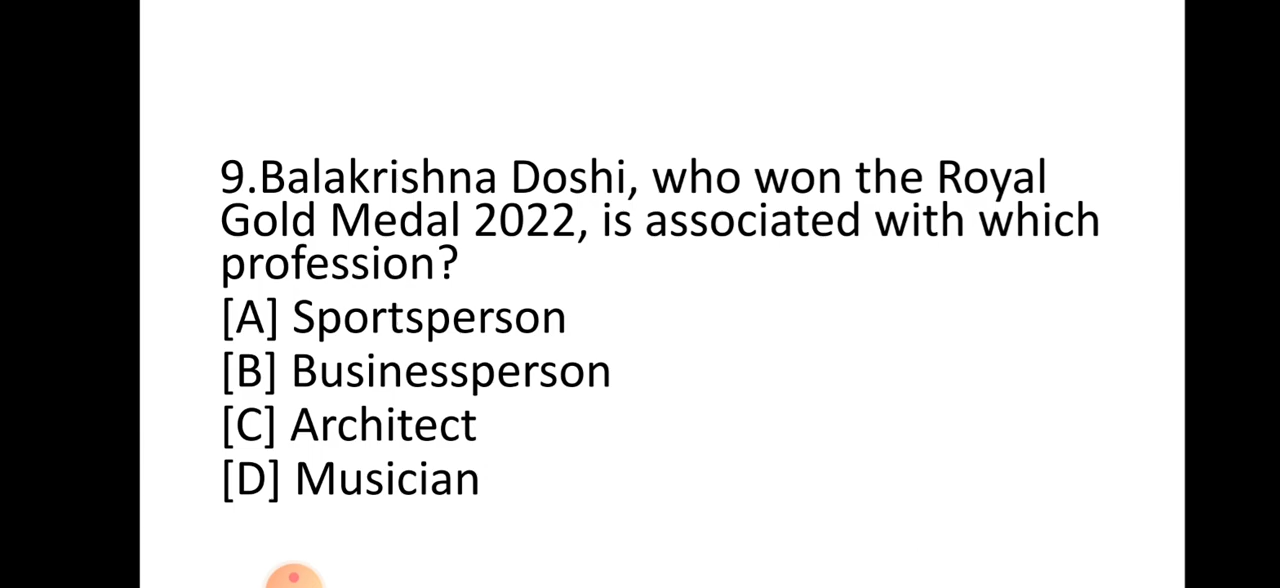 9.Balakrishna Doshi, who won the Royal
Gold Medal 2022, is associated with which
profession?
[A] Sportsperson
[B] Businessperson
[C] Architect
[D] Musician